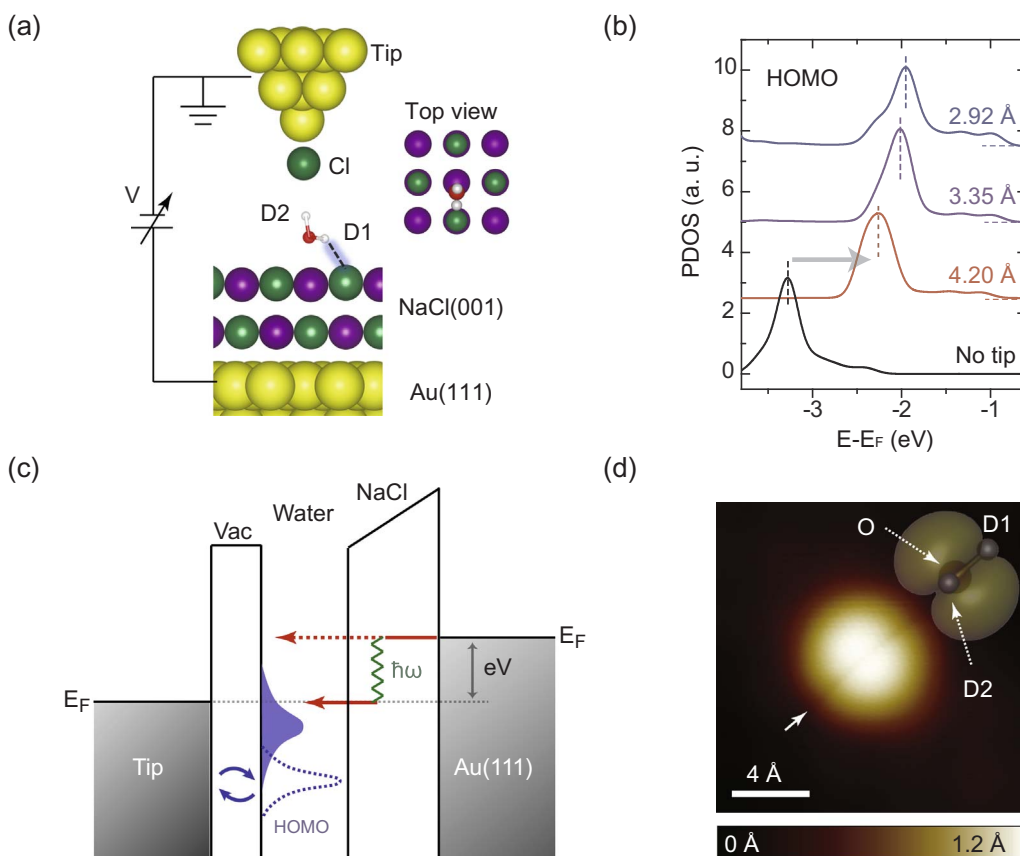 (a)
Tip
Top view
Cl
V
D2
D1
NaCl(001)
Au(111)
(b)
10
8
6
4
2
0
PDOS (a. u.)
HOMO
2.92 Å
3.35 Å
4.20 Å
No tip
-3
-2
-1
E-EF (eV)
(c)
NaCl
Water
Vac
EF
ħω
eV
EF
Tip
Au(111)
HOMO
(d)
O
D1
D2
4 Å
0 Å
1.2 Å